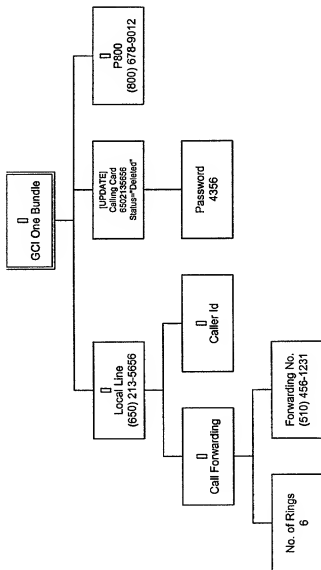 []
GCI One Bundle
[]
Local Line
(650) 213-5656
[UPDATE]
Calling Card
6502135656
Status="Deleted"
[]
P800
(800) 678-9012
[]
Call Forwarding
[]
Caller Id
Password
4356
No. of Rings
6
Forwarding No.
(510) 456-1231